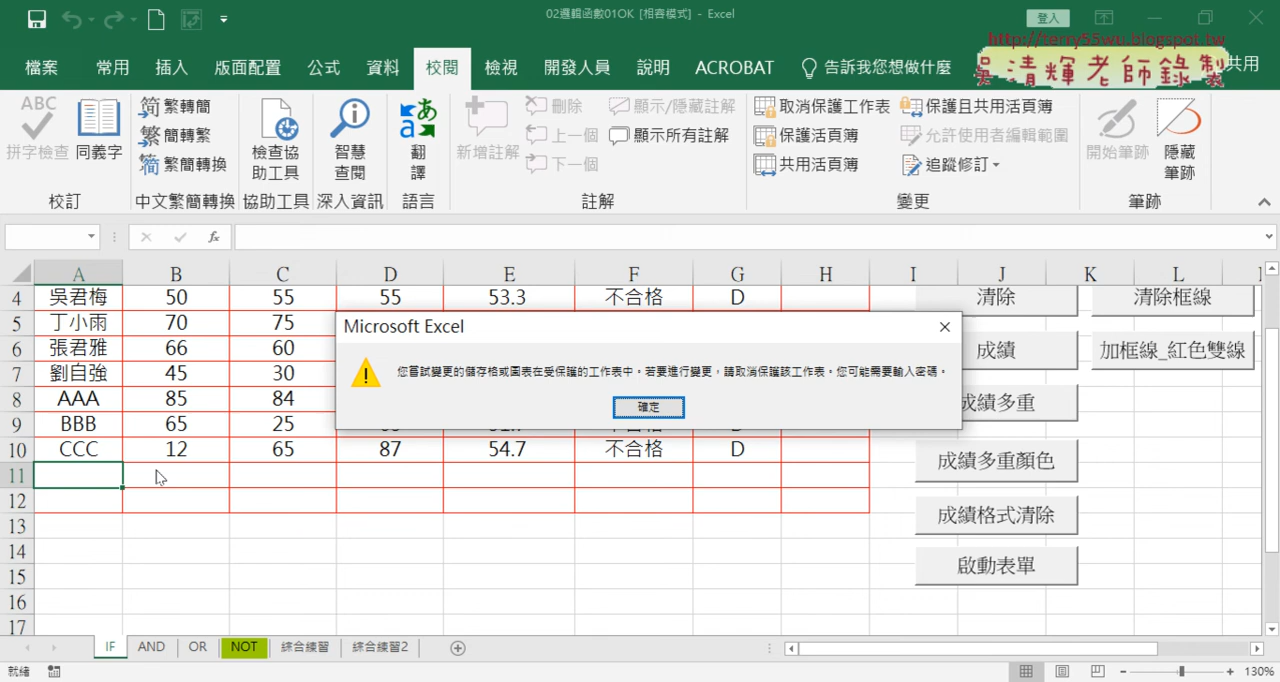 02邏輯函數01OK [相容模式] - Excel
登入
http://terry55wu.blogspot.tw
吳清輝老師錄製
檔案 常用 插入 版面配置 公式 資料 校閱 檢視 開發人員 說明 ACROBAT 告訴我您想做什麼 共用
ABC 拼字檢查
同義字
簡 繁轉簡
繁 簡轉繁
簡 繁簡轉換
檢查協助工具
智慧查閱
あ a 翻譯
新增註解
刪除
上一個
下一個
顯示/隱藏註解
顯示所有註解
取消保護工作表
保護活頁簿
共用活頁簿
保護且共用活頁簿
允許使用者編輯範圍
追蹤修訂
開始筆跡
隱藏筆跡
校訂 中文繁簡轉換 協助工具 深入資訊 語言 註解 變更 筆跡
fx
A B C D E F G H I J K L
4 吳君梅 50 55 55 53.3 不合格 D
5 丁小雨 70 75
6 張君雅 66 60
7 劉自強 45 30
8 AAA 85 84
9 BBB 65 25
10 CCC 12 65 87 54.7 不合格 D
11
12
13
14
15
16
17
清除 清除框線
成績 加框線_紅色雙線
成績多重
成績多重顏色
成績格式清除
啟動表單
Microsoft Excel
您嘗試變更的儲存格或圖表在受保護的工作表中。若要進行變更，請取消保護該工作表。您可能需要輸入密碼。
確定
IF AND OR NOT 綜合練習 綜合練習2
就緒
130%